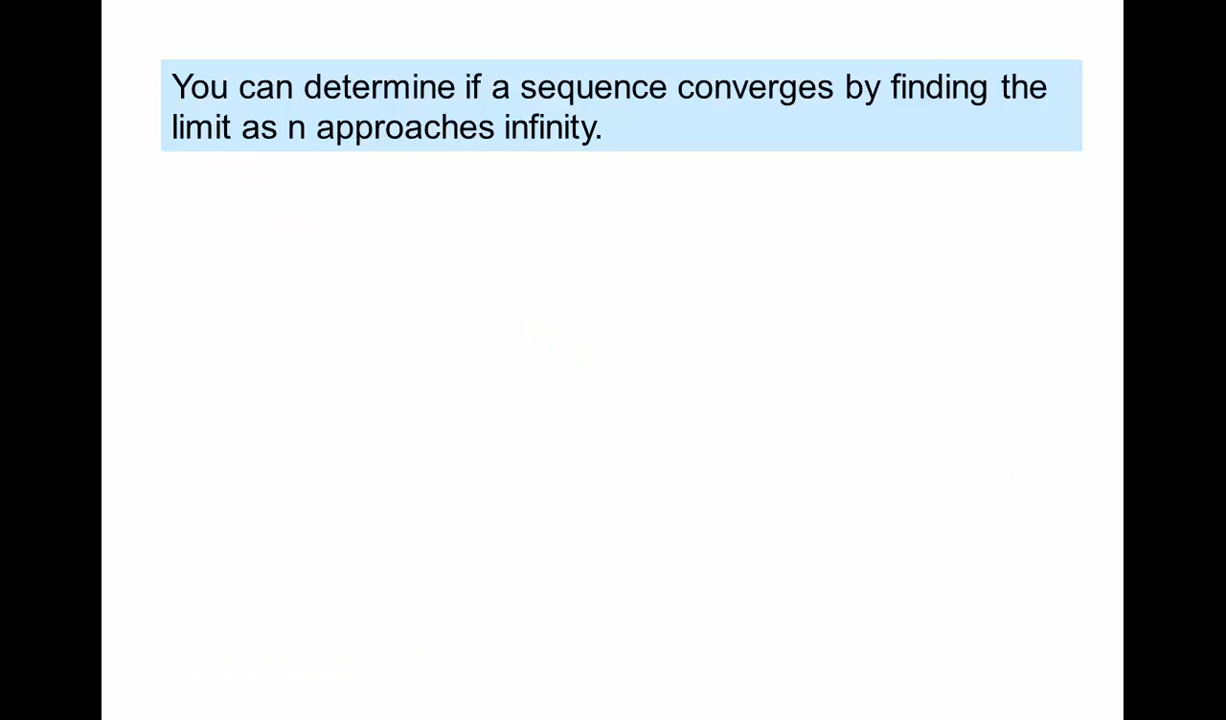 You can determine if a sequence converges by finding the
limit as n approaches infinity.